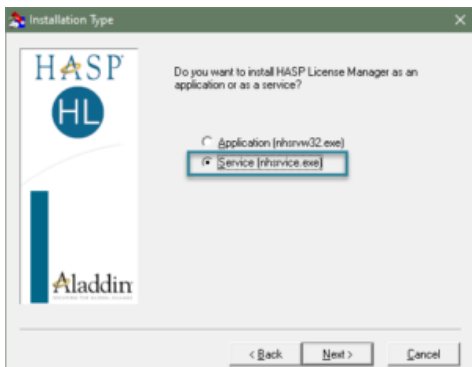 Installation Type
HASP
HL
Aladdin
Do you want to install HASP License Manager as an
application or as a service?
Application (nhsrvw32.exe)
Service (nhsrvice.exe)
< Back
Next >
Cancel